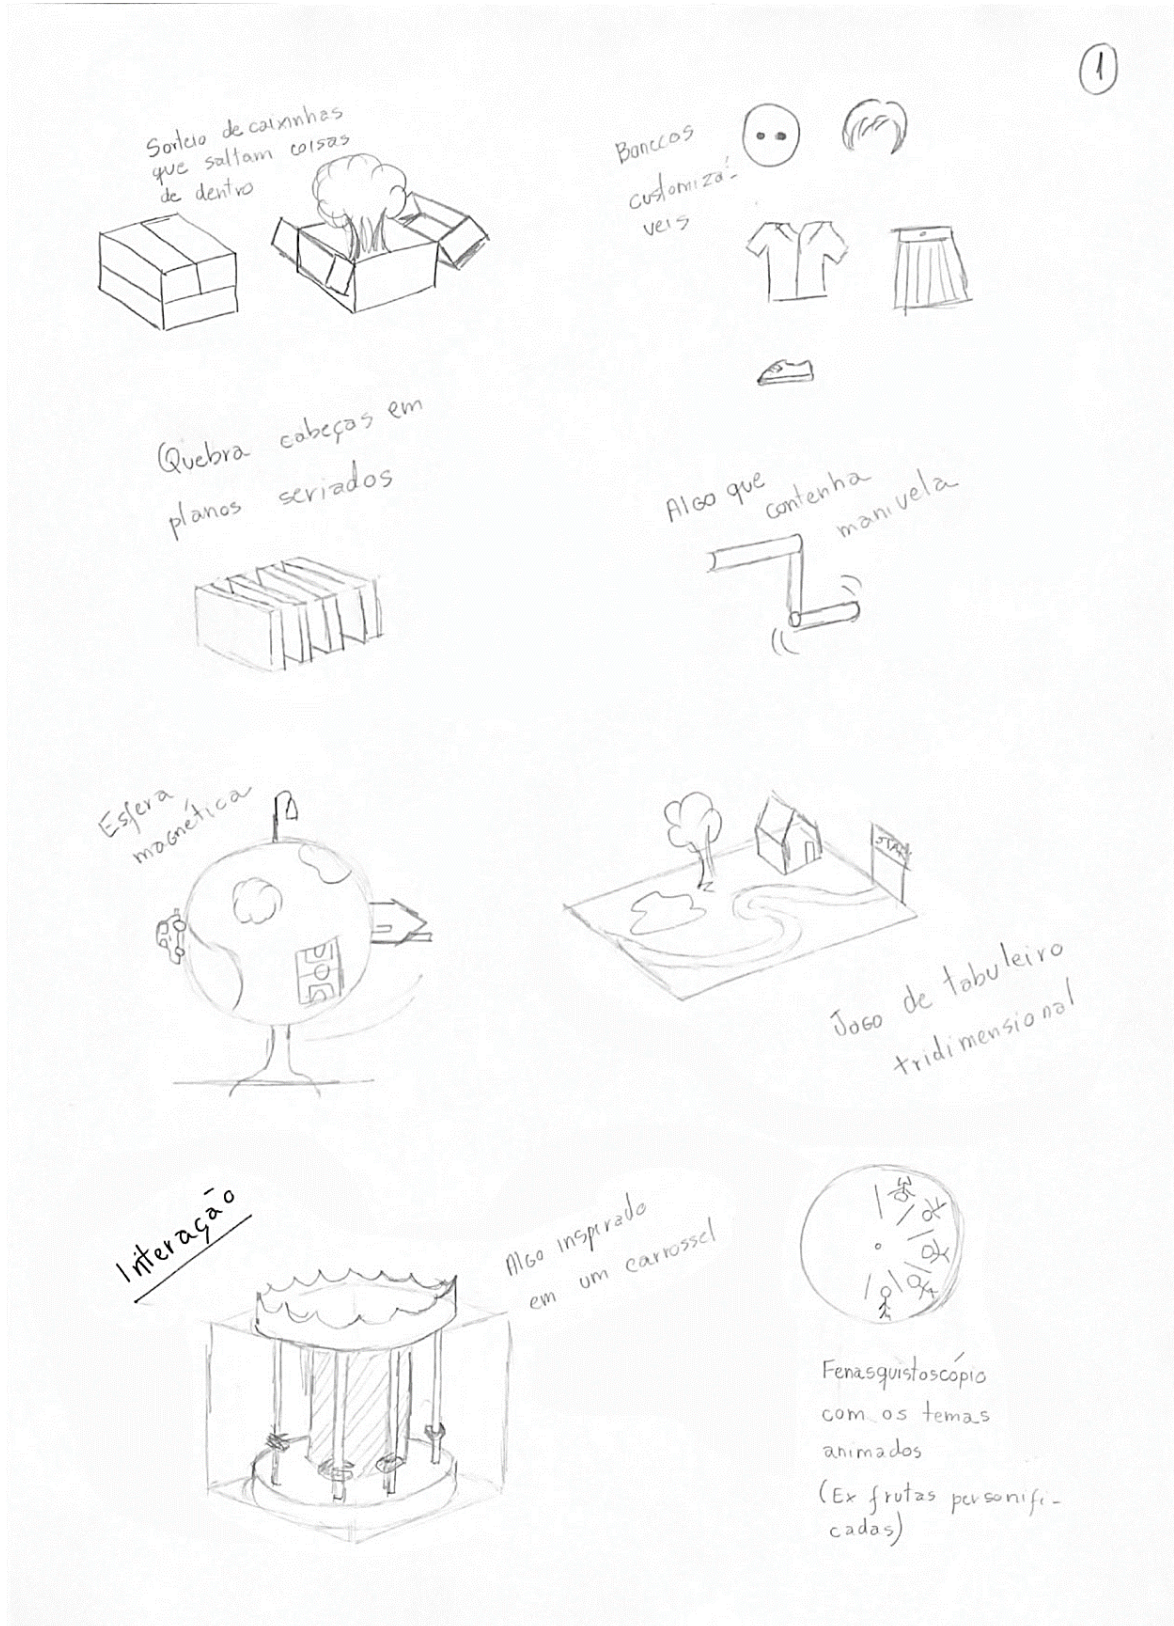 1
Sorteio de caixinhas
que saltam coisas
de dentro
Bonecos
customizá-
veis
Quebra cabeças em
planos seriados
Algo que
contenha
manivela
Esfera
magnética
START
Jogo de tabuleiro
tridimensional
Interação
Algo inspirado
em um carrossel
Fenasquistoscópio
com os temas
animados
(Ex frutas personifi-
cadas)